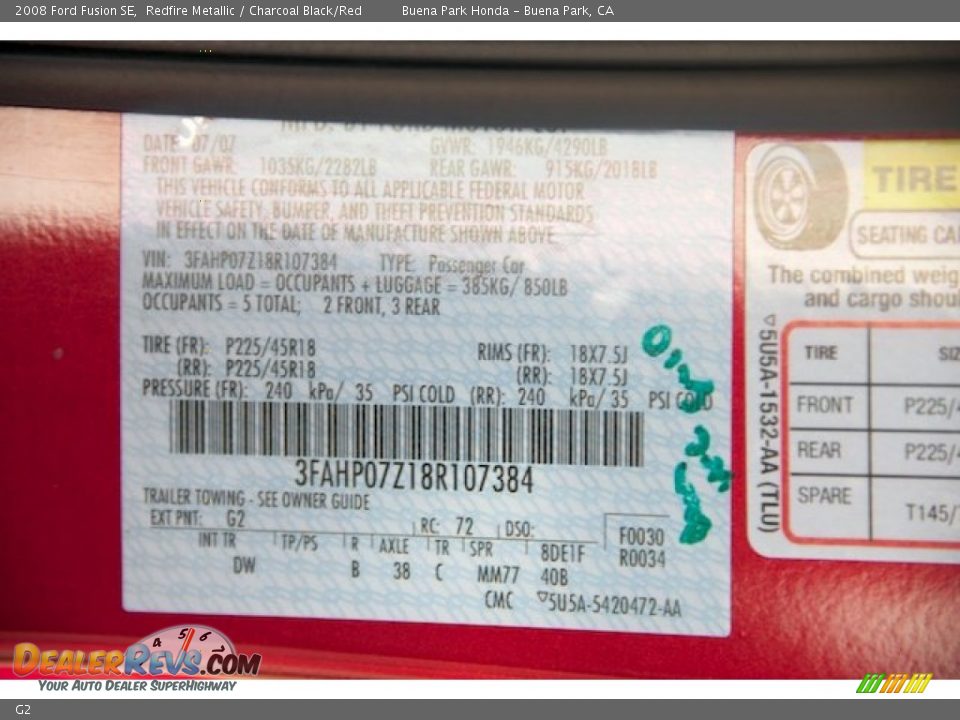 2008 Ford Fusion SE, Redfire Metallic / Charcoal Black/Red Buena Park Honda – Buena Park, CA
MFD. BY FORD MOTOR CO.
DATE: 07/07 GVWR: 1946KG/4290LB
FRONT GAWR: 1035KG/2282LB REAR GAWR: 915KG/2018LB
THIS VEHICLE CONFORMS TO ALL APPLICABLE FEDERAL MOTOR
VEHICLE SAFETY, BUMPER, AND THEFT PREVENTION STANDARDS
IN EFFECT ON THE DATE OF MANUFACTURE SHOWN ABOVE.
VIN: 3FAHP07Z18R107384 TYPE: Passenger Car
MAXIMUM LOAD = OCCUPANTS + LUGGAGE = 385KG/ 850LB
OCCUPANTS = 5 TOTAL; 2 FRONT, 3 REAR
TIRE (FR): P225/45R18 RIMS (FR): 18X7.5J
(RR): P225/45R18 (RR): 18X7.5J
PRESSURE (FR): 240 kPa/ 35 PSI COLD (RR): 240 kPa/ 35 PSI COLD
3FAHP07Z18R107384
TRAILER TOWING - SEE OWNER GUIDE
EXT PNT: G2 RC: 72 DSO: F0030
INT TR TP/PS R AXLE TR SPR 8DE1F R0034
DW B 38 C MM77 40B
CMC 5U5A-5420472-AA
TIRE
SEATING CA
The combined weig
and cargo shou
5U5A-1532-AA (TLU)
TIRE SIZ
FRONT P225/4
REAR P225/4
SPARE T145/
DEALERREVS.COM
4 5 6
YOUR AUTO DEALER SUPERHIGHWAY
G2